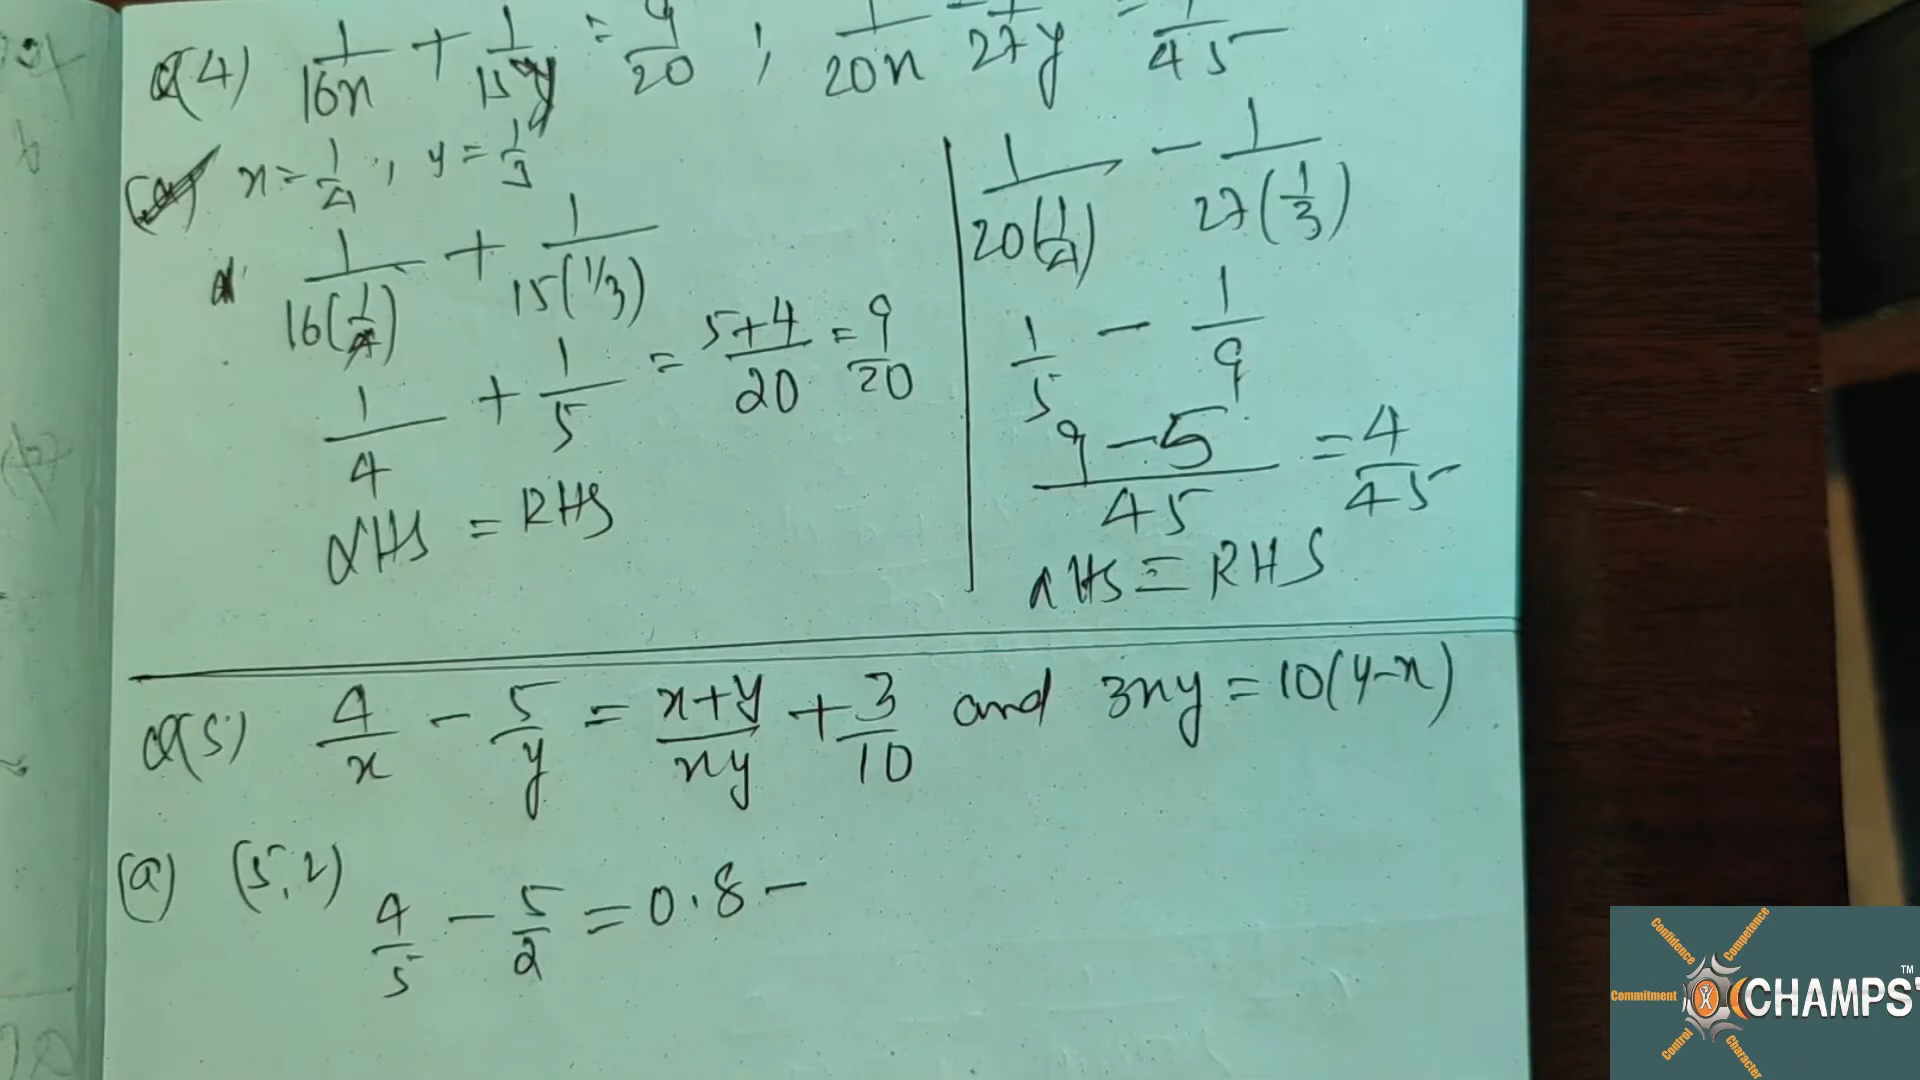 Q(4) 1/16x + 1/15y = 9/20 ; 1/20x - 1/27y = 4/45
x = 1/4 , y = 1/3
1/16(1/4) + 1/15(1/3)
1/4 + 1/5 = 5+4/20 = 9/20
LHS = RHS
1/20(1/4) - 1/27(1/3)
1/5 - 1/9
9-5/45 = 4/45
LHS = RHS
Q(5) 4/x - 5/y = x+y/xy + 3/10 and 3xy = 10(y-x)
(a) (5,2) 4/5 - 5/2 = 0.8 -
Confidence
Competence
Commitment
CHAMPS™
Control
Character